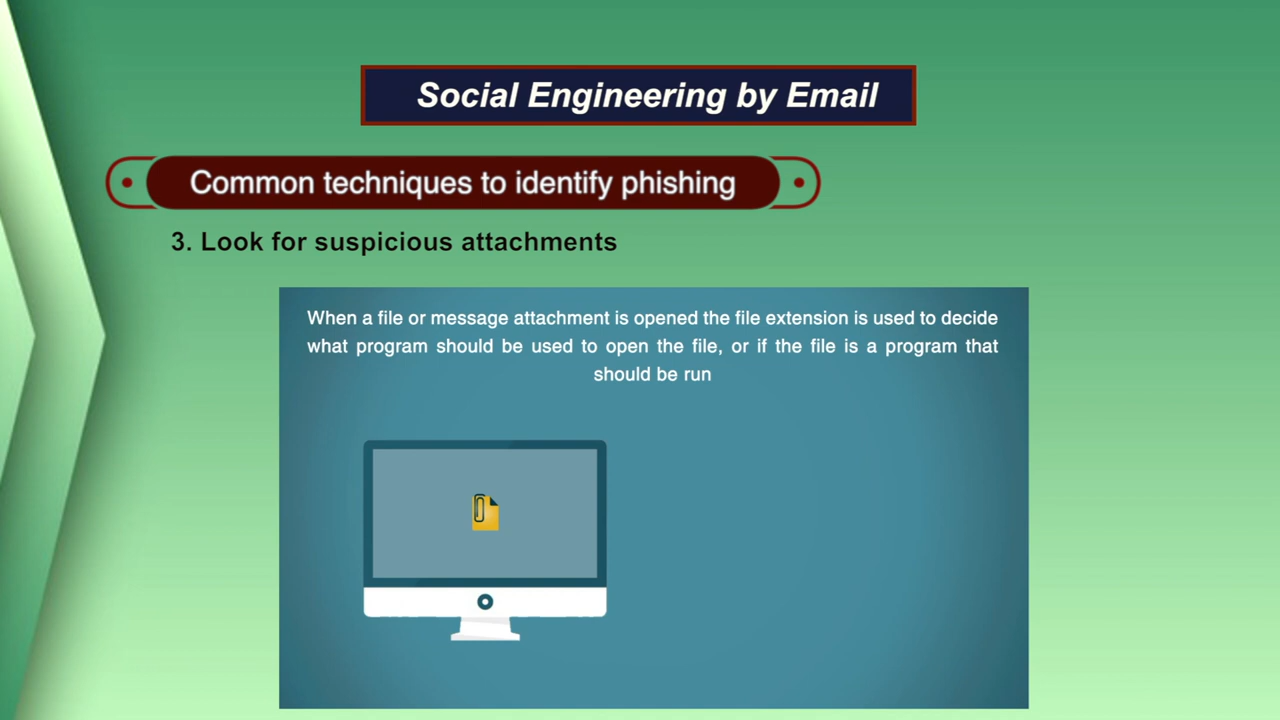 Social Engineering by Email
Common techniques to identify phishing
3. Look for suspicious attachments
When a file or message attachment is opened the file extension is used to decide
what program should be used to open the file, or if the file is a program that
should be run